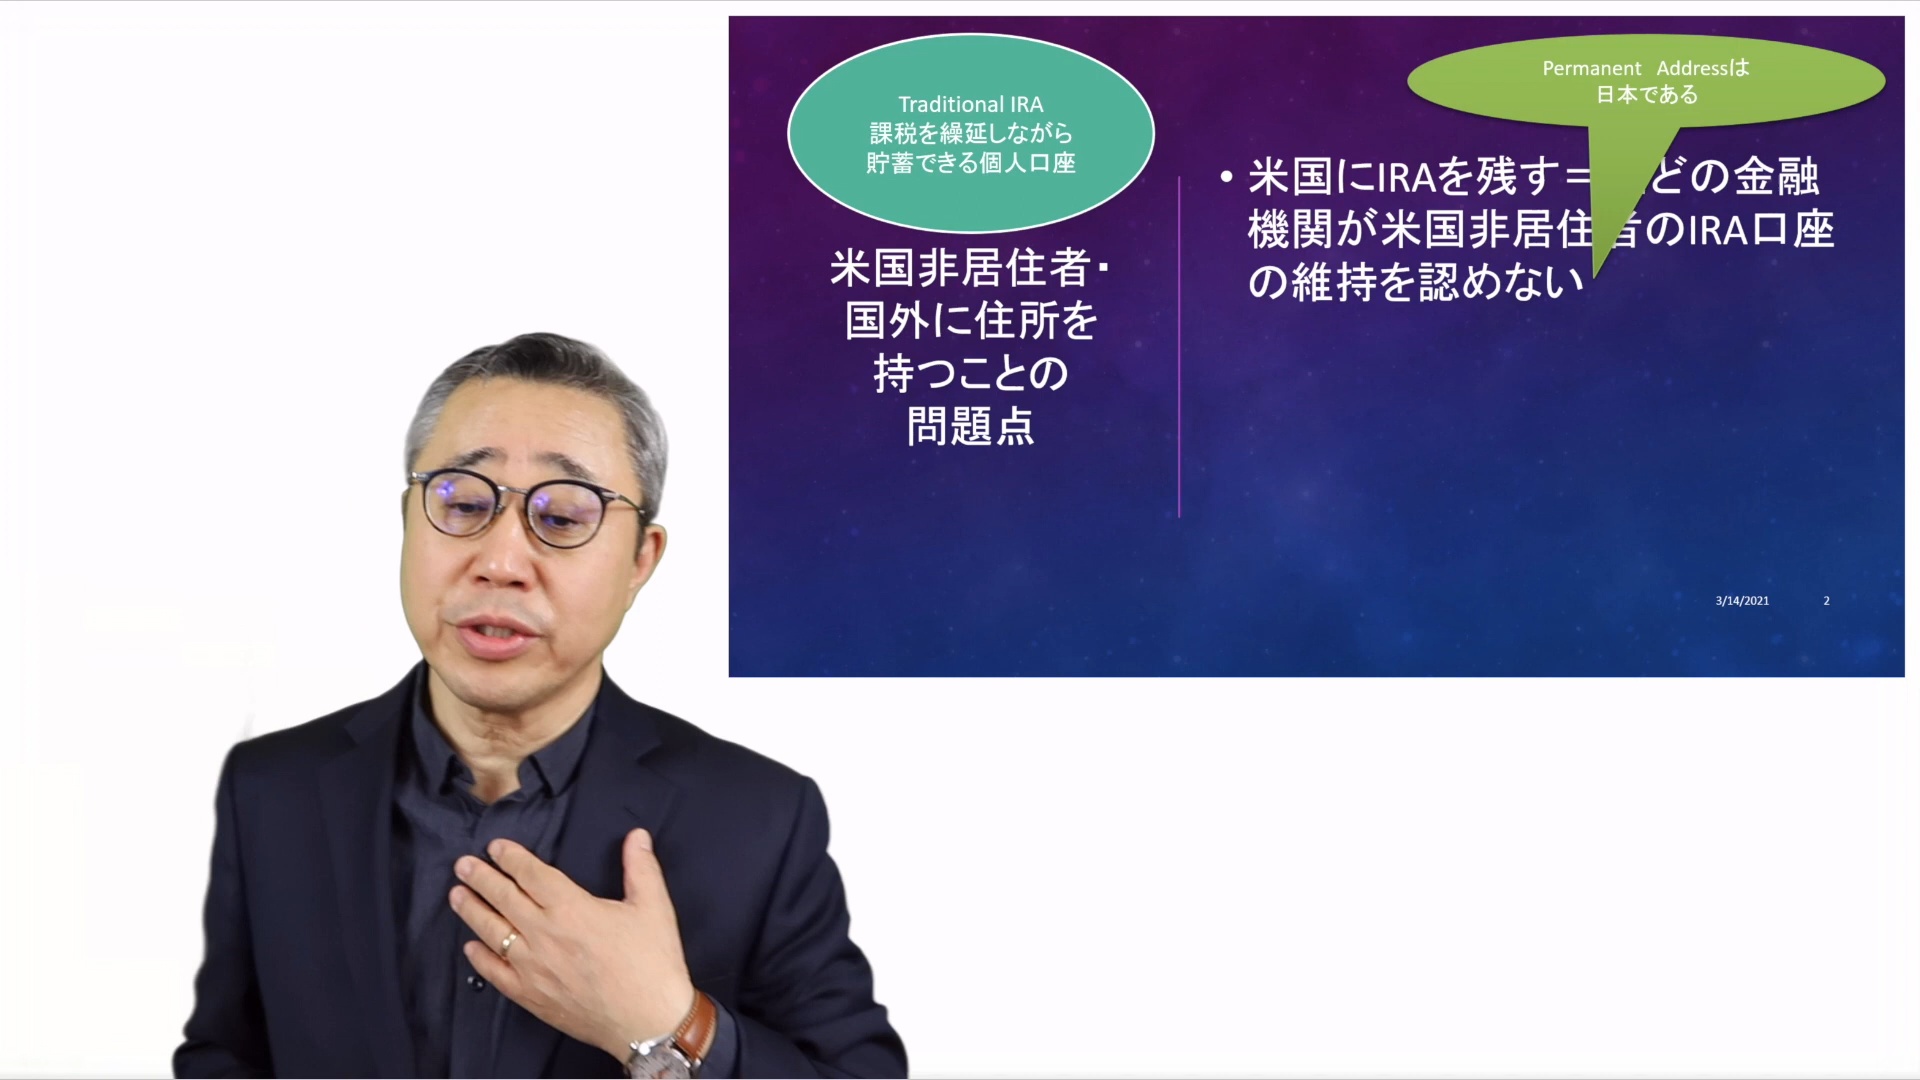 Traditional IRA
課税を繰延しながら
貯蓄できる個人口座
米国非居住者・
国外に住所を
持つことの
問題点
Permanent Addressは
日本である
• 米国にIRAを残す＝ どの金融
機関が米国非居住者のIRA口座
の維持を認めない
3/14/2021
2